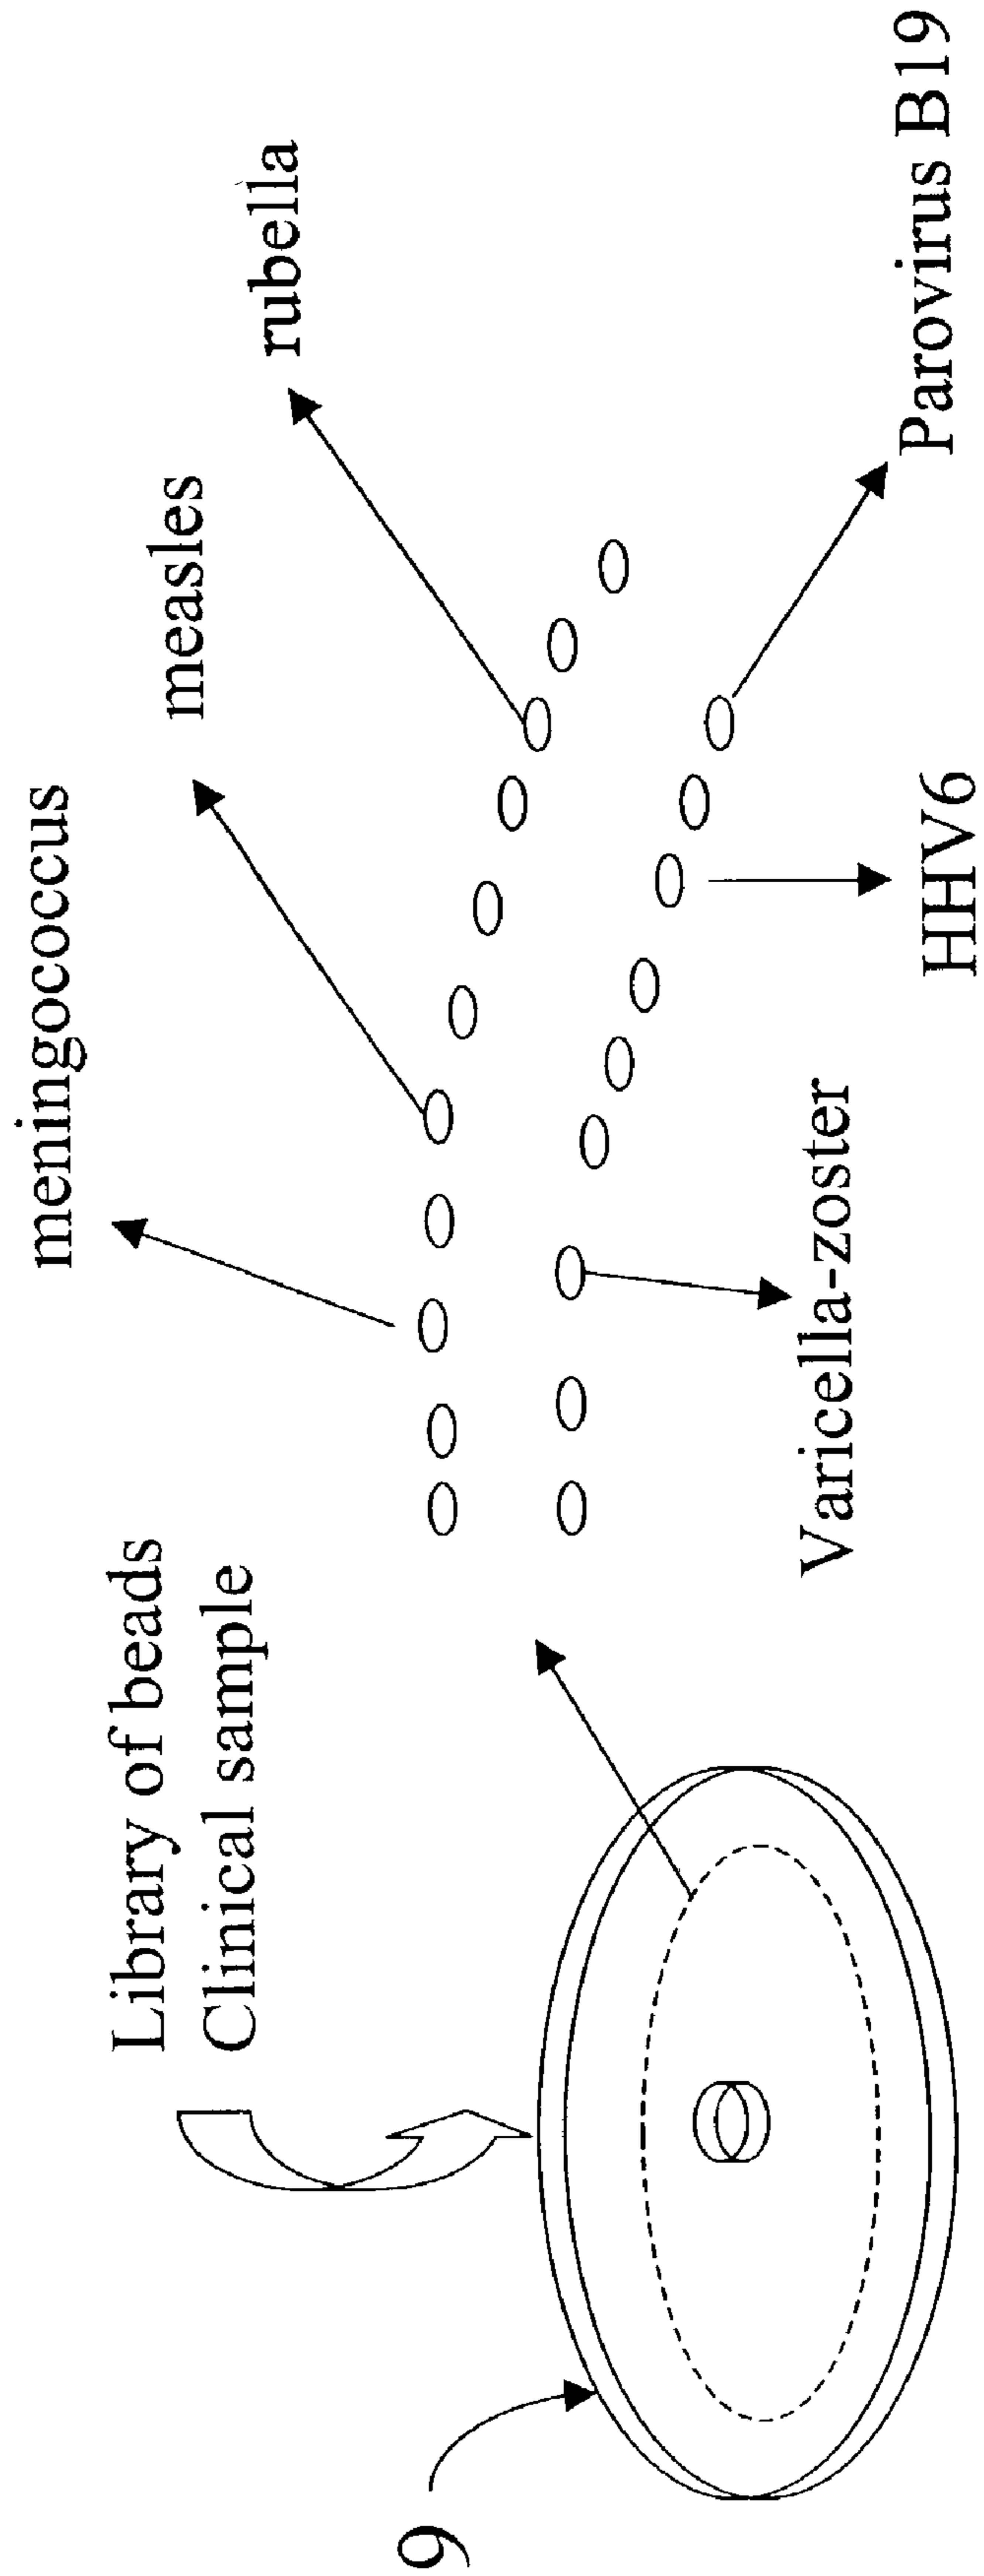 Library of beads
Clinical sample
meningococcus
measles
rubella
9
Varicella-zoster
HHV6
Parovirus B19